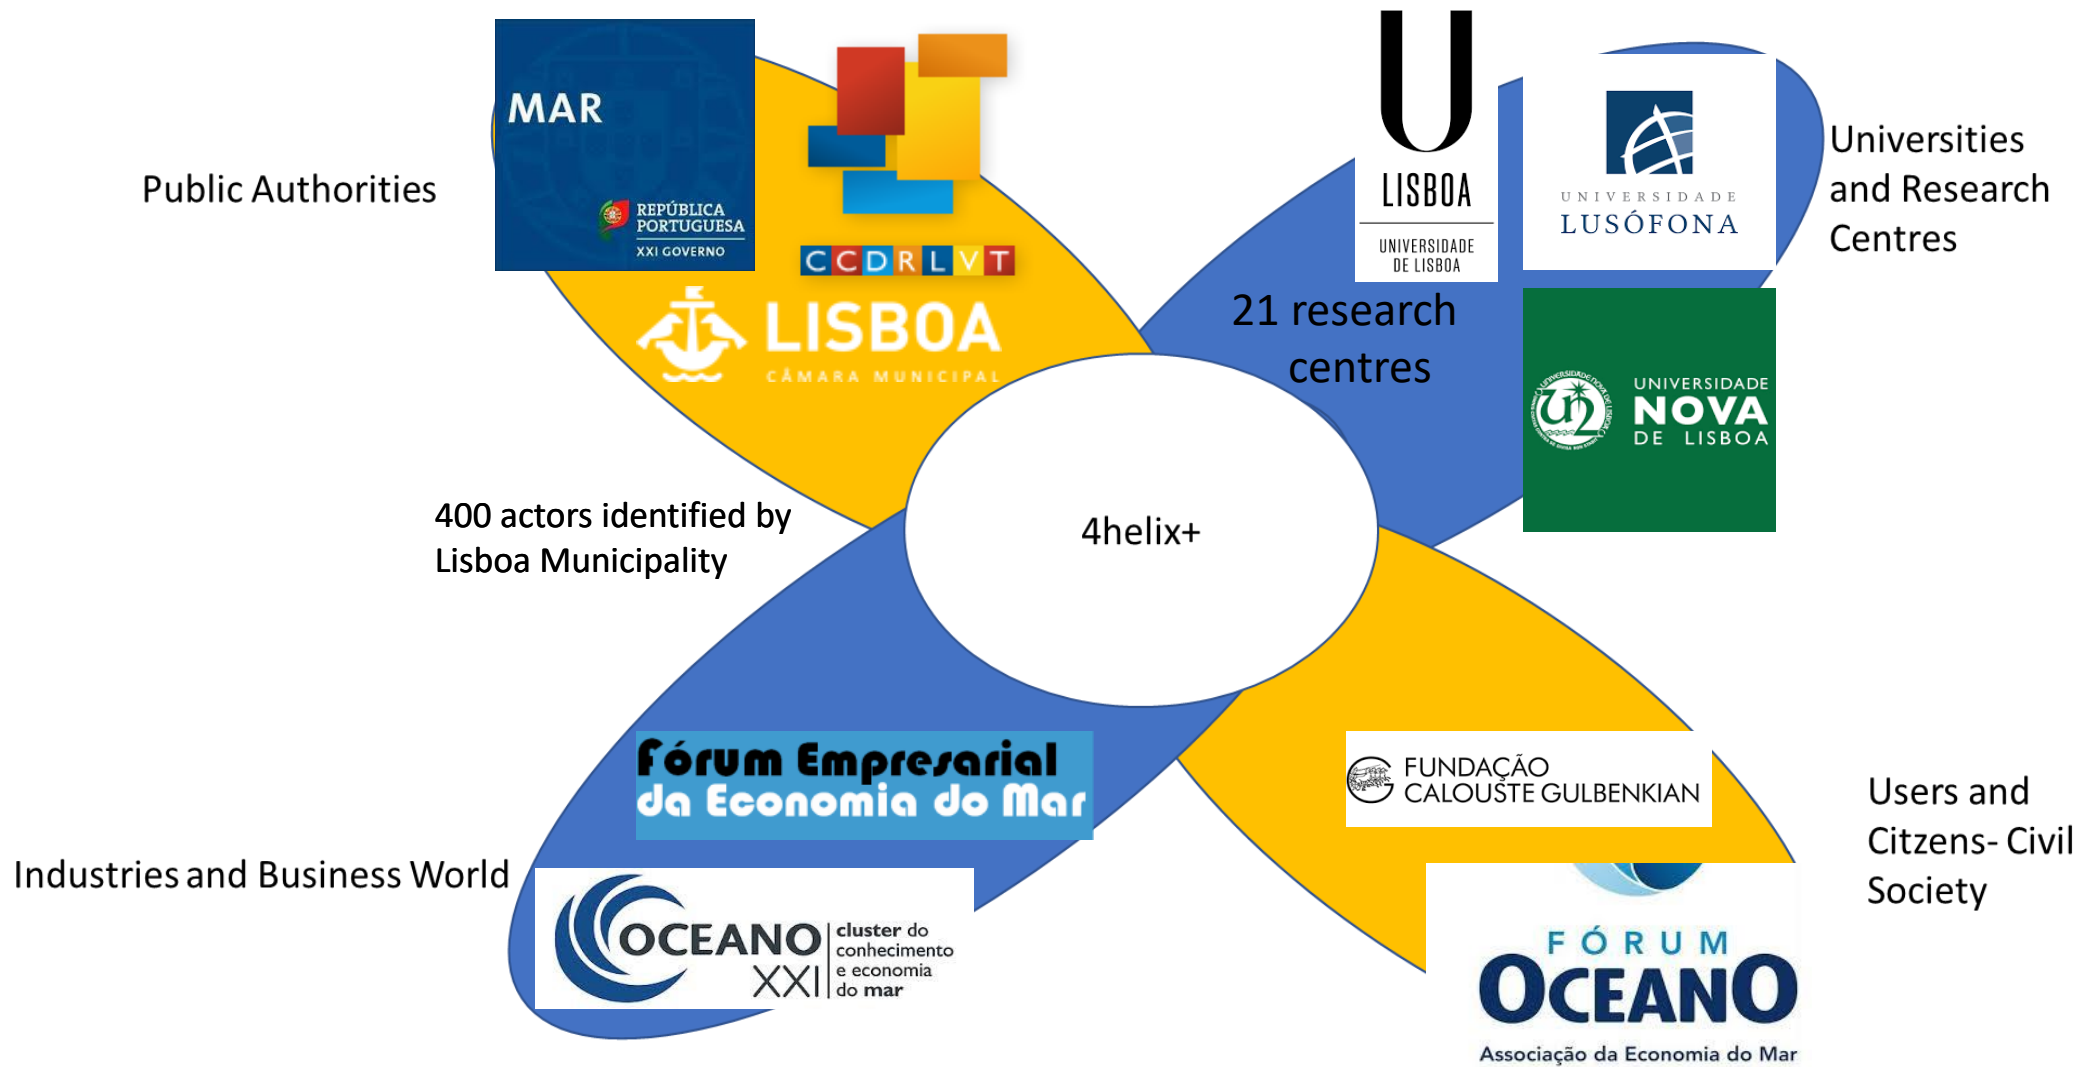 MAR
REPÚBLICA
PORTUGUESA
XXI GOVERNO
Public Authorities
CCDRLVT
LISBOA
CÂMARA MUNICIPAL
U
LISBOA
UNIVERSIDADE
DE LISBOA
UNIVERSIDADE
LUSÓFONA
Universities
and Research
Centres
21 research
centres
UNIVERSIDADE
NOVA
DE LISBOA
400 actors identified by
Lisboa Municipality
4helix+
Fórum Empresarial
da Economia do Mar
Industries and Business World
OCEANO
XXI
cluster do
conhecimento
e economia
do mar
FUNDAÇÃO
CALOUSTE GULBENKIAN
Users and
Citzens- Civil
Society
FÓRUM
OCEANO
Associação da Economia do Mar